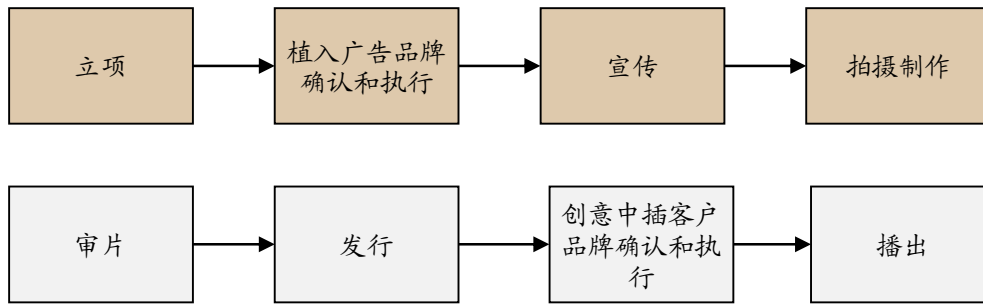 立项
植入广告品牌
确认和执行
宣传
拍摄制作
审片
发行
创意中插客户
品牌确认和执
行
播出